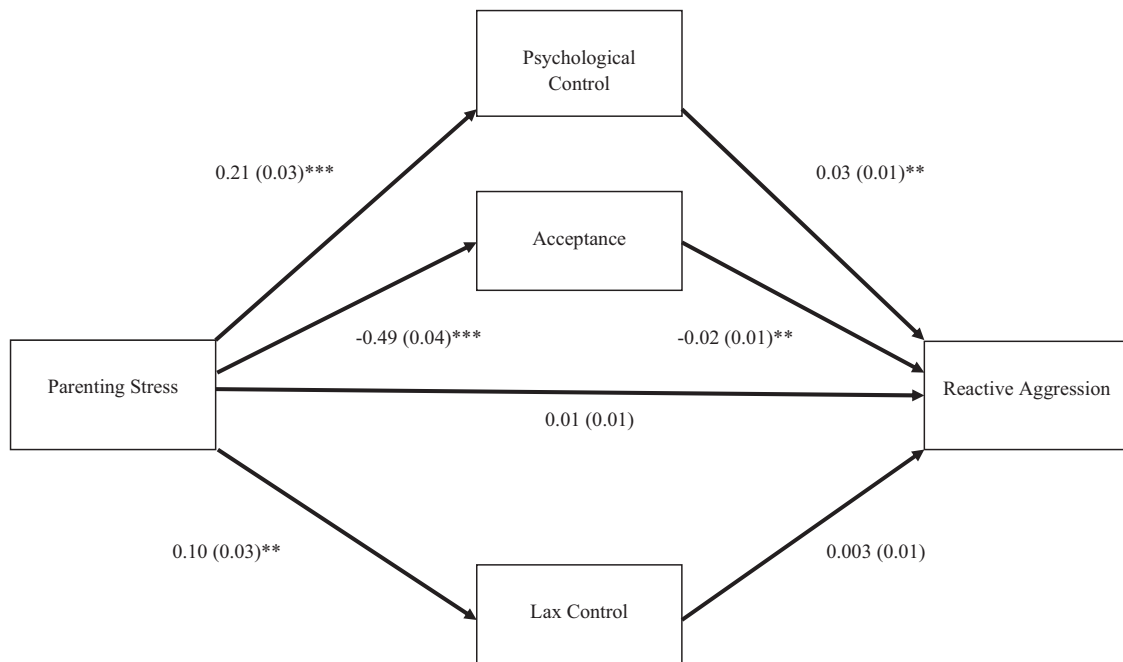 Psychological
Control
0.21 (0.03)***
0.03 (0.01)**
Acceptance
-0.49 (0.04)***
-0.02 (0.01)**
Parenting Stress
Reactive Aggression
0.01 (0.01)
0.10 (0.03)**
0.003 (0.01)
Lax Control